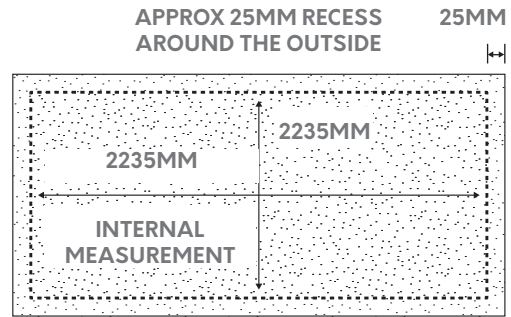 APPROX 25MM RECESS
AROUND THE OUTSIDE
25MM
2235MM
2235MM
INTERNAL
MEASUREMENT